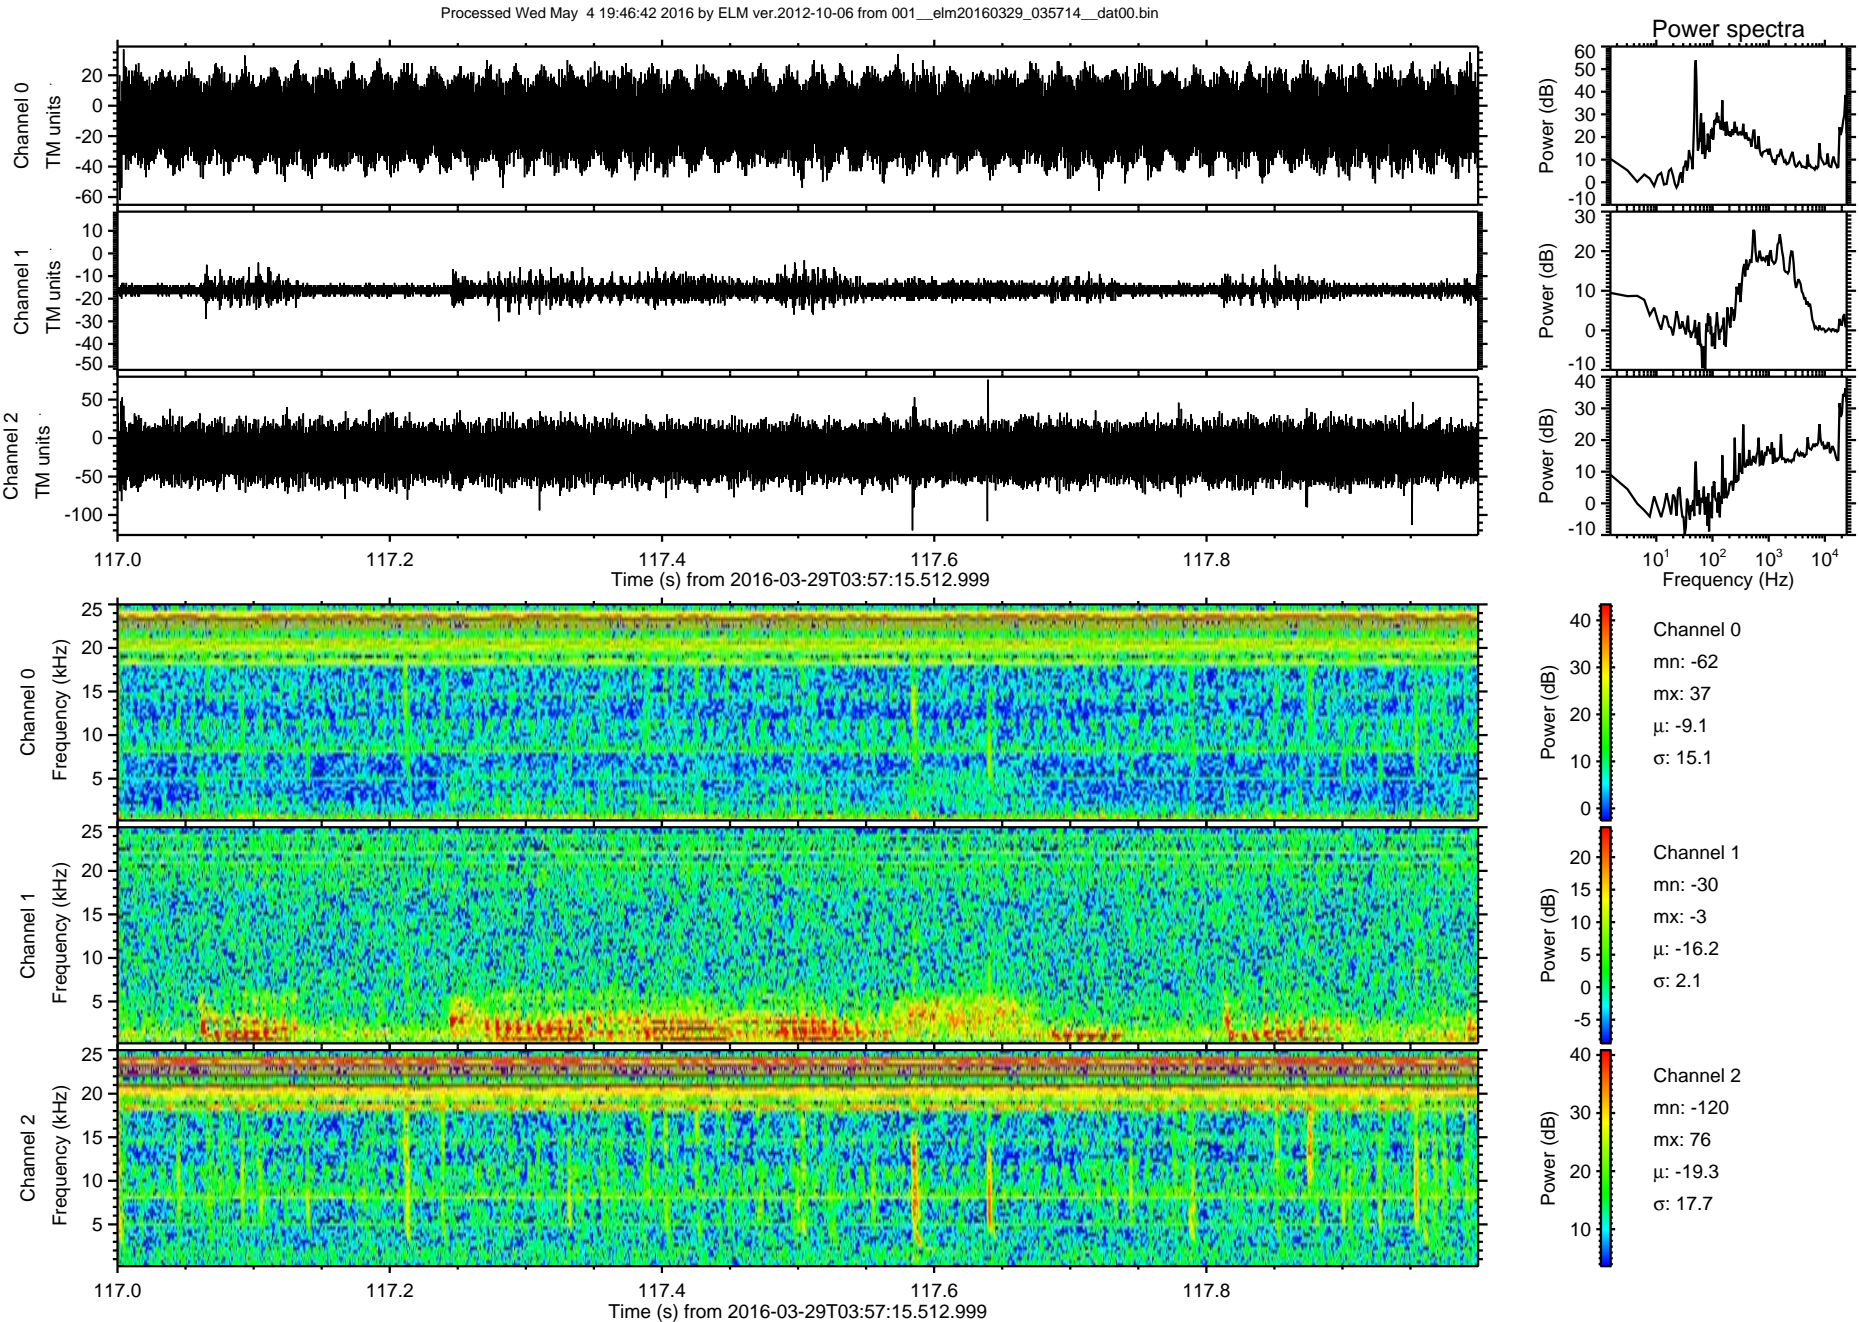 Processed Wed May  4 19:46:42 2016 by ELM ver.2012-10-06 from 001__elm20160329_035714__dat00.bin
Power spectra
Channel 0
TM units
20
0
-20
-40
-60
Power (dB)
60
50
40
30
20
10
0
-10
Channel 1
TM units
10
0
-10
-20
-30
-40
-50
Power (dB)
30
20
10
0
-10
Channel 2
TM units
50
0
-50
-100
Power (dB)
40
30
20
10
0
-10
117.0 117.2 117.4 117.6 117.8
Time (s) from 2016-03-29T03:57:15.512.999
10^1 10^2 10^3 10^4
Frequency (Hz)
Channel 0
Frequency (kHz)
25
20
15
10
5
Power (dB)
40
30
20
10
0
Channel 0
mn: -62
mx: 37
μ: -9.1
σ: 15.1
Channel 1
Frequency (kHz)
25
20
15
10
5
Power (dB)
20
15
10
5
0
-5
Channel 1
mn: -30
mx: -3
μ: -16.2
σ: 2.1
Channel 2
Frequency (kHz)
25
20
15
10
5
Power (dB)
40
30
20
10
Channel 2
mn: -120
mx: 76
μ: -19.3
σ: 17.7
117.0 117.2 117.4 117.6 117.8
Time (s) from 2016-03-29T03:57:15.512.999